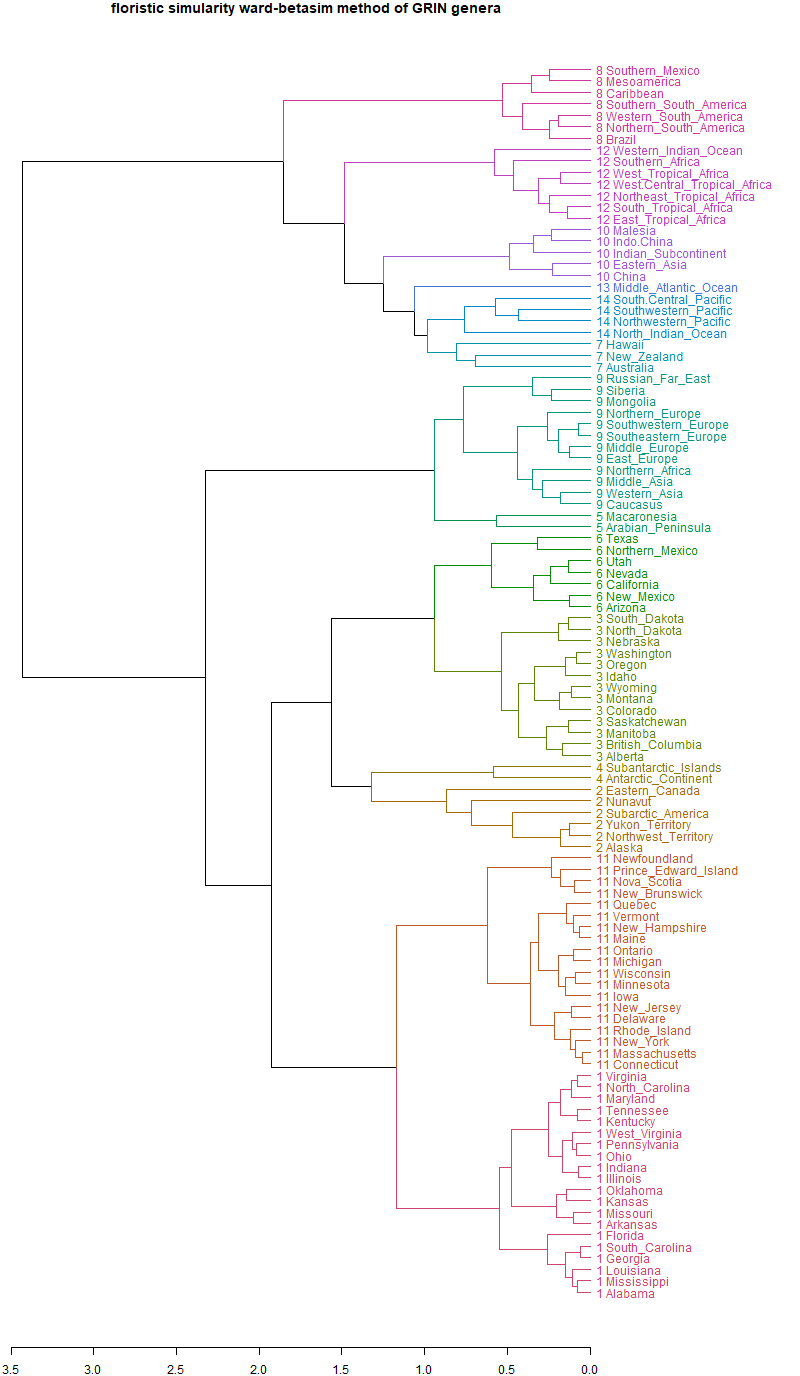 floristic simularity ward-betasim method of GRIN genera
8 Southern_Mexico
8 Mesoamerica
8 Caribbean
8 Southern_South_America
8 Western_South_America
8 Northern_South_America
8 Brazil
12 Western_Indian_Ocean
12 Southern_Africa
12 West_Tropical_Africa
12 West.Central_Tropical_Africa
12 Northeast_Tropical_Africa
12 South_Tropical_Africa
12 East_Tropical_Africa
10 Malesia
10 Indo.China
10 Indian_Subcontinent
10 Eastern_Asia
10 China
13 Middle_Atlantic_Ocean
14 South.Central_Pacific
14 Southwestern_Pacific
14 Northwestern_Pacific
14 North_Indian_Ocean
7 Hawaii
7 New_Zealand
7 Australia
9 Russian_Far_East
9 Siberia
9 Mongolia
9 Northern_Europe
9 Southwestern_Europe
9 Southeastern_Europe
9 Middle_Europe
9 East_Europe
9 Northern_Africa
9 Middle_Asia
9 Western_Asia
9 Caucasus
5 Macaronesia
5 Arabian_Peninsula
6 Texas
6 Northern_Mexico
6 Utah
6 Nevada
6 California
6 New_Mexico
6 Arizona
3 South_Dakota
3 North_Dakota
3 Nebraska
3 Washington
3 Oregon
3 Idaho
3 Wyoming
3 Montana
3 Colorado
3 Saskatchewan
3 Manitoba
3 British_Columbia
3 Alberta
4 Subantarctic_Islands
4 Antarctic_Continent
2 Eastern_Canada
2 Nunavut
2 Subarctic_America
2 Yukon_Territory
2 Northwest_Territory
2 Alaska
11 Newfoundland
11 Prince_Edward_Island
11 Nova_Scotia
11 New_Brunswick
11 Quebec
11 Vermont
11 New_Hampshire
11 Maine
11 Ontario
11 Michigan
11 Wisconsin
11 Minnesota
11 Iowa
11 New_Jersey
11 Delaware
11 Rhode_Island
11 New_York
11 Massachusetts
11 Connecticut
1 Virginia
1 North_Carolina
1 Maryland
1 Tennessee
1 Kentucky
1 West_Virginia
1 Pennsylvania
1 Ohio
1 Indiana
1 Illinois
1 Oklahoma
1 Kansas
1 Missouri
1 Arkansas
1 Florida
1 South_Carolina
1 Georgia
1 Louisiana
1 Mississippi
1 Alabama
3.5 3.0 2.5 2.0 1.5 1.0 0.5 0.0